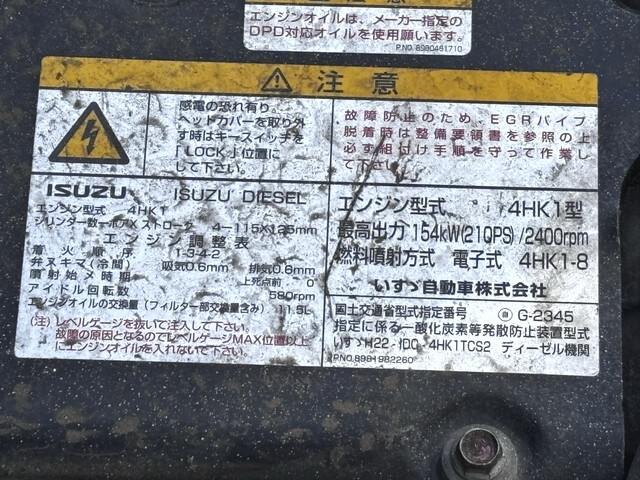 エンジンオイルは、メーカー指定の
DPD対応オイルを使用願います。
P.NO. 8980461710
⚠ 注意
感電の恐れ有り。
ヘッドカバーを取り外
す時はキースイッチを
「LOCK」位置に
して下さい。
故障防止のため、EGRパイプ
脱着時は整備要領書を参照の上
必ず組付け手順を守って作業し
て下さい。
ISUZU ISUZU DIESEL
エンジン型式 4HK1
シリンダ数ーボア×ストローク 4-115X125mm
エンジン調整表
着火順序 1-3-4-2
弁スキマ(冷間) 吸気0.6mm 排気0.6mm
噴射始め時期 上死点前 0
アイドル回転数 580rpm
エンジンオイルの交換量(フィルター部交換量含み) 11.5L
(注)レベルゲージを抜いて注入して下さい。
故障の原因となるのでレベルゲージMAX位置以上
にエンジンオイルを入れないで下さい。
エンジン型式 4HK1型
最高出力 154kW(210PS)/2400rpm
燃料噴射方式 電子式 4HK1-8
いすゞ自動車株式会社
国土交通省型式指定番号 G-2345
指定に係る一酸化炭素等発散防止装置型式
いすゞH22・IDC・4HK1TCS2 ディーゼル機関
P.NO.8981982260